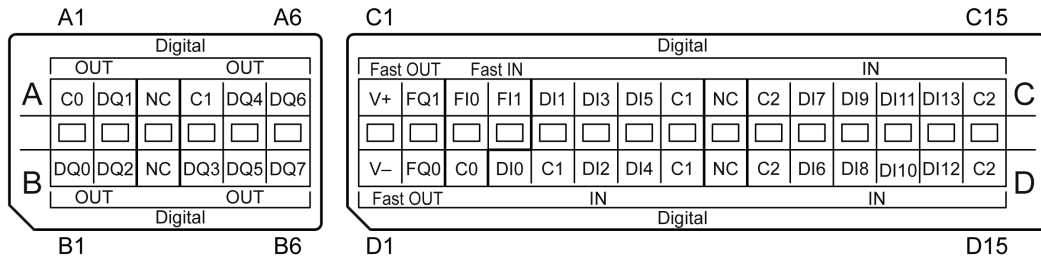 A1 A6 C1 C15
Digital Digital
OUT OUT Fast OUT Fast IN IN
A C0 DQ1 NC C1 DQ4 DQ6 V+ FQ1 FI0 FI1 DI1 DI3 DI5 C1 NC C2 DI7 DI9 DI11 DI13 C2 C
B DQ0 DQ2 NC DQ3 DQ5 DQ7 V– FQ0 C0 DI0 C1 DI2 DI4 C1 NC C2 DI6 DI8 DI10 DI12 C2 D
OUT OUT Fast OUT IN IN
Digital Digital
B1 B6 D1 D15